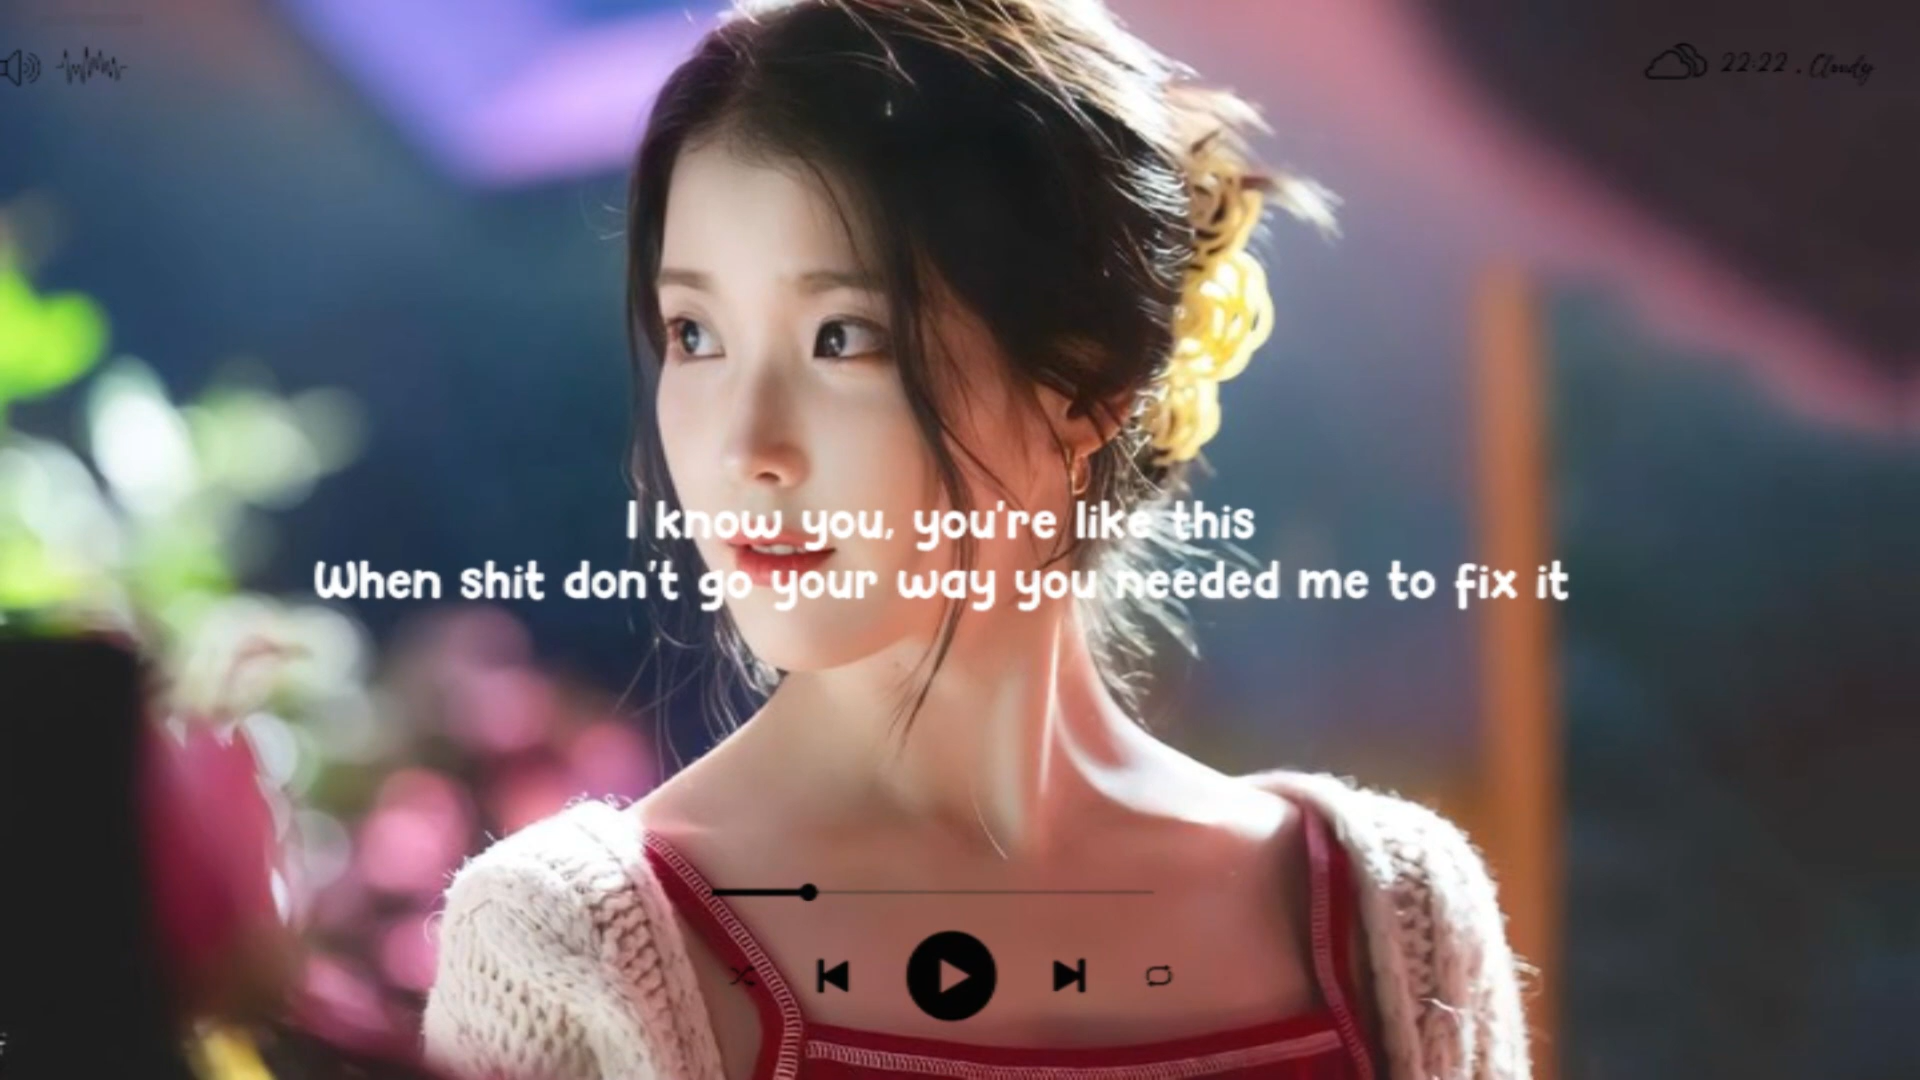 22:22 . Cloudy
I know you, you're like this
When shit don't go your way you needed me to fix it